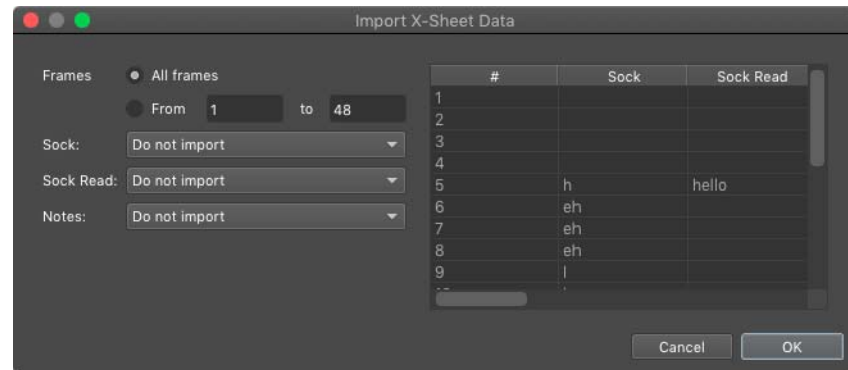 Import X-Sheet Data
Frames All frames
From 1 to 48
Sock: Do not import
Sock Read: Do not import
Notes: Do not import
# Sock Sock Read
1
2
3
4
5 h hello
6 eh
7 eh
8 eh
9 l
Cancel OK